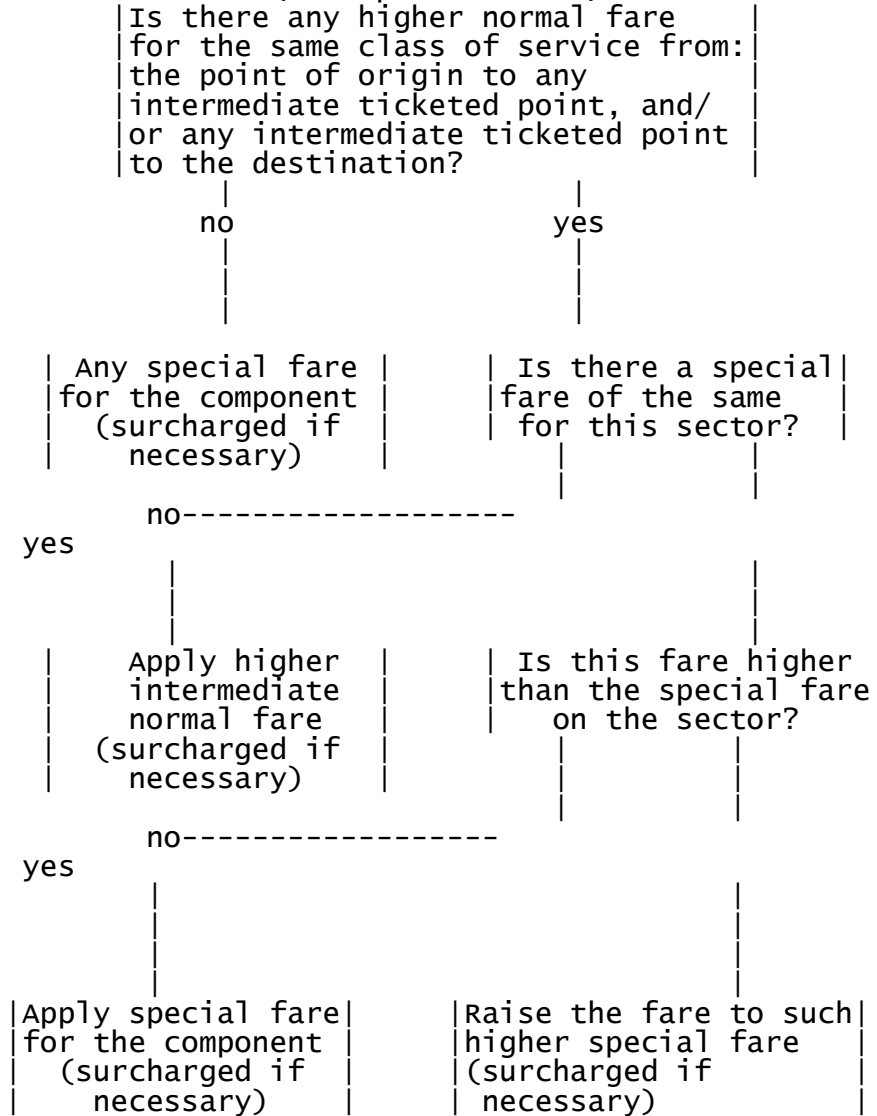 |Is there any higher normal fare |
|for the same class of service from:|
|the point of origin to any |
|intermediate ticketed point, and/ |
|or any intermediate ticketed point |
|to the destination? |
no yes
| Any special fare | | Is there a special|
|for the component | |fare of the same |
| (surcharged if | | for this sector? |
| necessary) |
no-------------------
yes
| Apply higher | | Is this fare higher
| intermediate | |than the special fare
| normal fare | | on the sector?
| (surcharged if |
| necessary) |
no------------------
yes
|Apply special fare| |Raise the fare to such|
|for the component | |higher special fare |
| (surcharged if | |(surcharged if |
| necessary) | | necessary) |